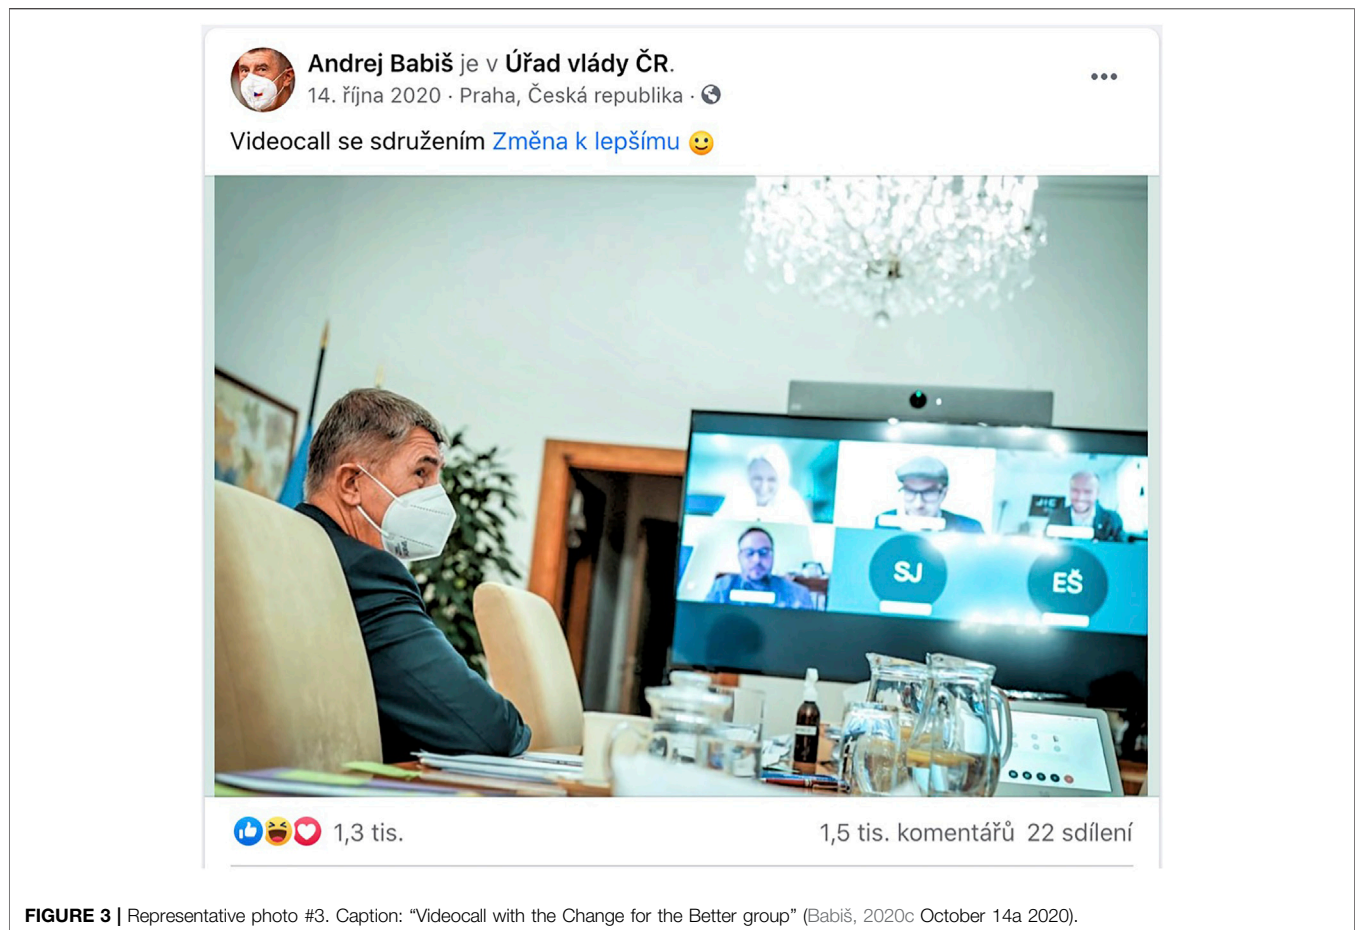 Andrej Babiš je v Úřad vlády ČR.
14. října 2020 · Praha, Česká republika ·
Videocall se sdružením Změna k lepšímu 🙂
JIC
SJ
EŠ
1,3 tis.
1,5 tis. komentářů 22 sdílení
FIGURE 3 | Representative photo #3. Caption: “Videocall with the Change for the Better group” (Babiš, 2020c October 14a 2020).